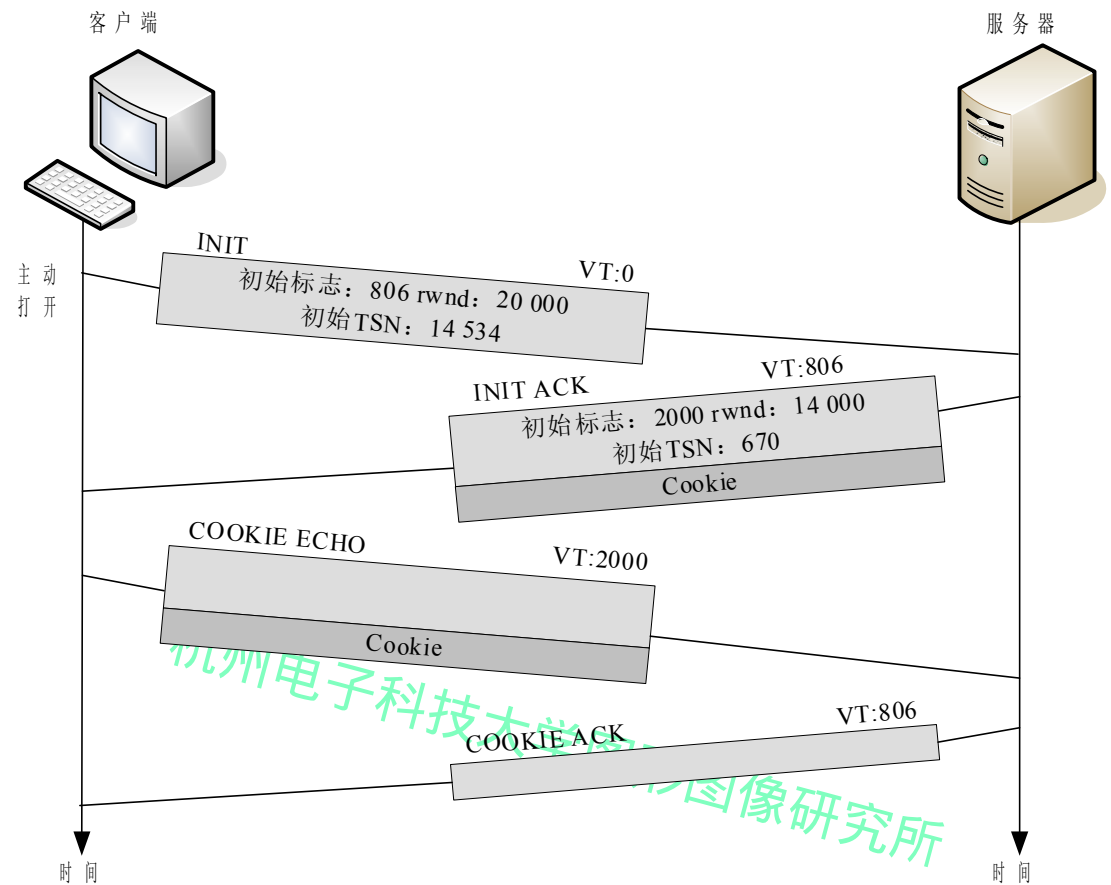 客户端
服务器
主动
打开
INIT
VT:0
初始标志：806 rwnd：20 000
初始TSN：14 534
INIT ACK
VT:806
初始标志：2000 rwnd：14 000
初始TSN：670
Cookie
COOKIE ECHO
VT:2000
Cookie
COOKIE ACK
VT:806
杭州电子科技大学图形图像研究所
时间
时间